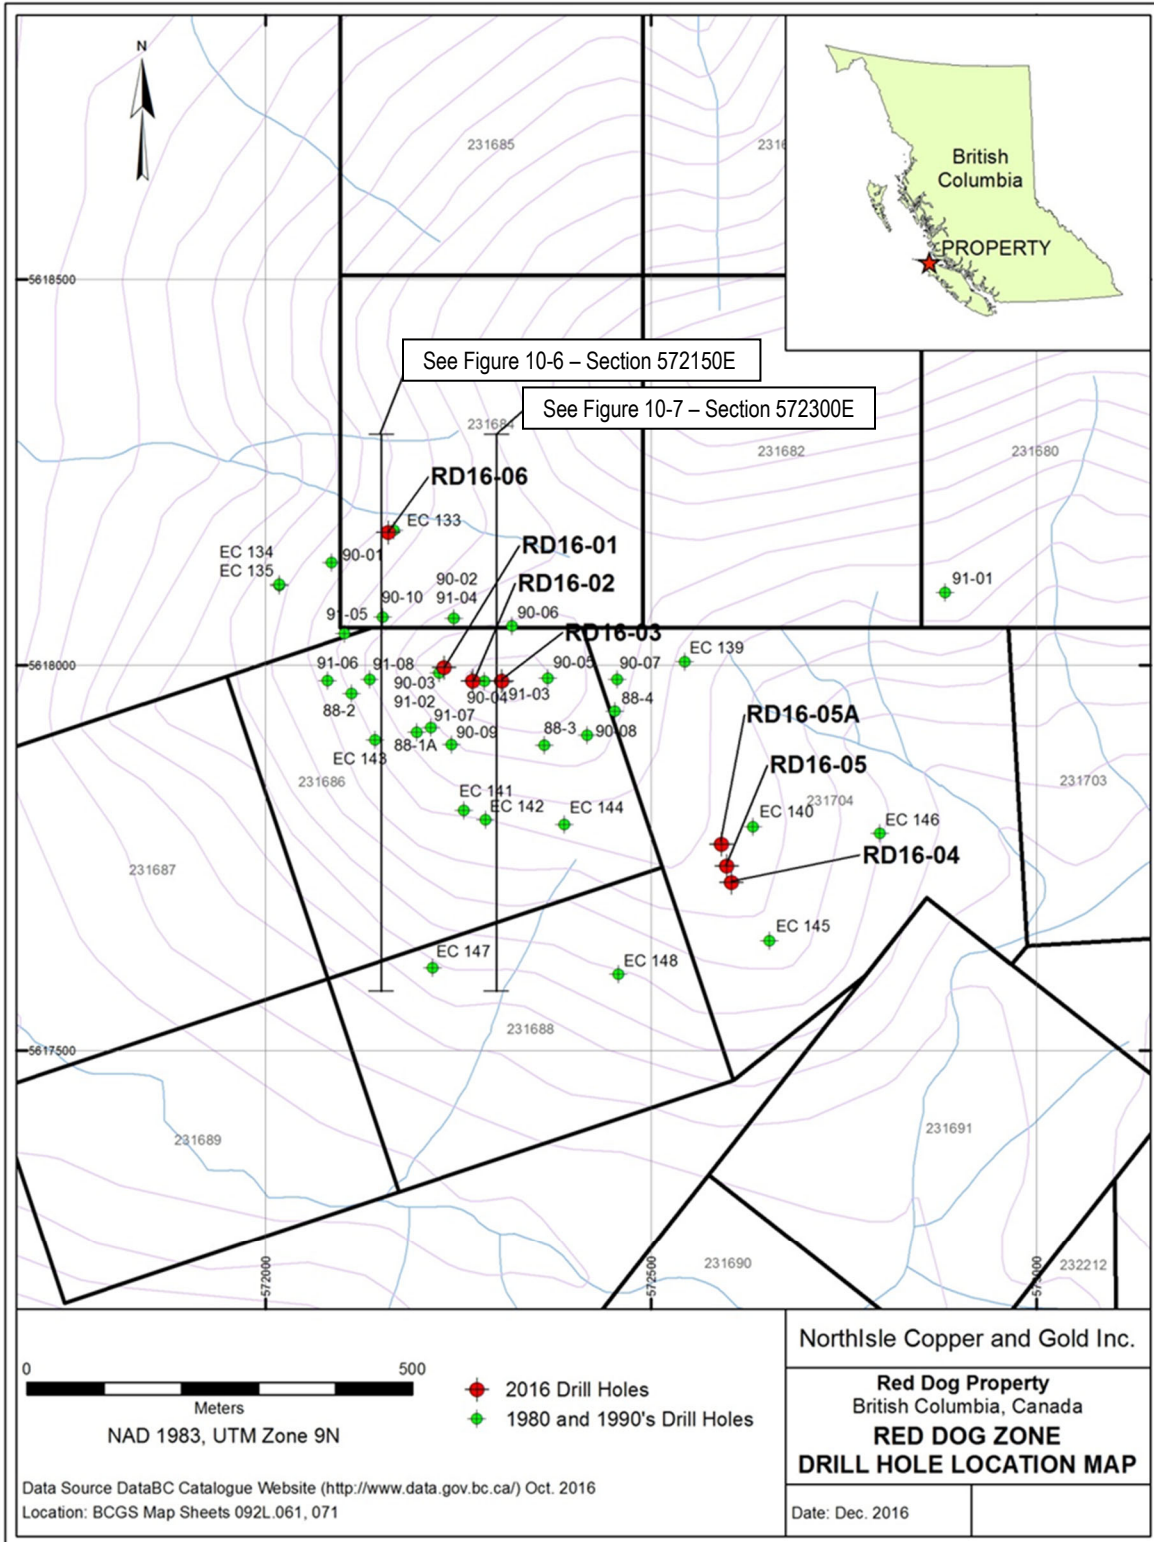 N
231685
British
Columbia
PROPERTY
5618500
See Figure 10-6 – Section 572150E
See Figure 10-7 – Section 572300E
231684
231682
231680
RD16-06
EC 133
RD16-01
EC 134
EC 135
90-01
RD16-02
90-02
91-04
91-01
90-10
91-05
90-06
RD16-03
5618000
EC 139
91-06
91-08
90-05
90-07
90-03
90-04
91-03
88-2
91-02
88-4
91-07
RD16-05A
EC 143
88-1A
90-09
88-3
90-08
RD16-05
231686
231703
EC 141
EC 142
EC 144
EC 140
231704
EC 146
RD16-04
231687
EC 145
EC 147
EC 148
231688
5617500
231689
231691
231690
232212
572000
572500
573000
0
500
Meters
NAD 1983, UTM Zone 9N
2016 Drill Holes
1980 and 1990's Drill Holes
NorthIsle Copper and Gold Inc.
Red Dog Property
British Columbia, Canada
RED DOG ZONE
DRILL HOLE LOCATION MAP
Data Source DataBC Catalogue Website (http://www.data.gov.bc.ca/) Oct. 2016
Location: BCGS Map Sheets 092L.061, 071
Date: Dec. 2016